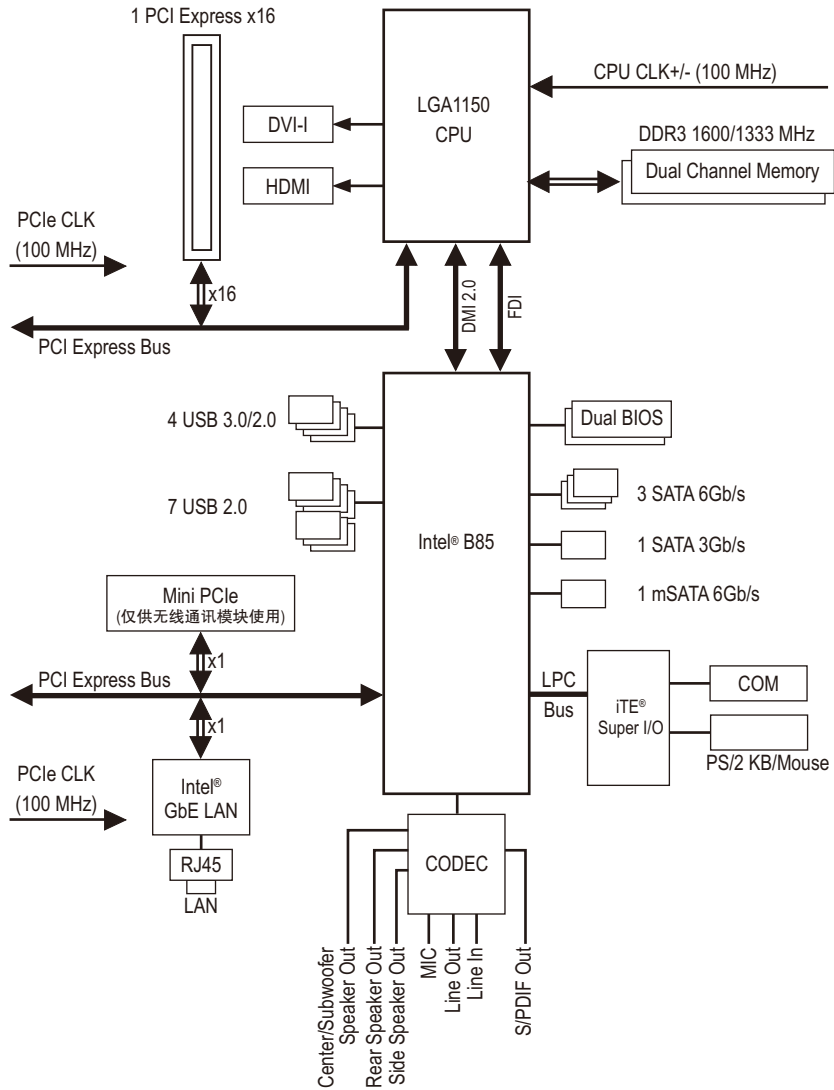 1 PCI Express x16
CPU CLK+/- (100 MHz)
LGA1150
CPU
DVI-I
DDR3 1600/1333 MHz
Dual Channel Memory
HDMI
PCIe CLK
(100 MHz)
x16
DMI 2.0
FDI
PCI Express Bus
4 USB 3.0/2.0
Dual BIOS
7 USB 2.0
3 SATA 6Gb/s
Intel® B85
1 SATA 3Gb/s
Mini PCIe
(仅供无线通讯模块使用)
1 mSATA 6Gb/s
x1
PCI Express Bus
LPC
Bus
iTE®
Super I/O
COM
x1
PS/2 KB/Mouse
PCIe CLK
(100 MHz)
Intel®
GbE LAN
RJ45
LAN
CODEC
Center/Subwoofer
Speaker Out
Rear Speaker Out
Side Speaker Out
MIC
Line Out
Line In
S/PDIF Out